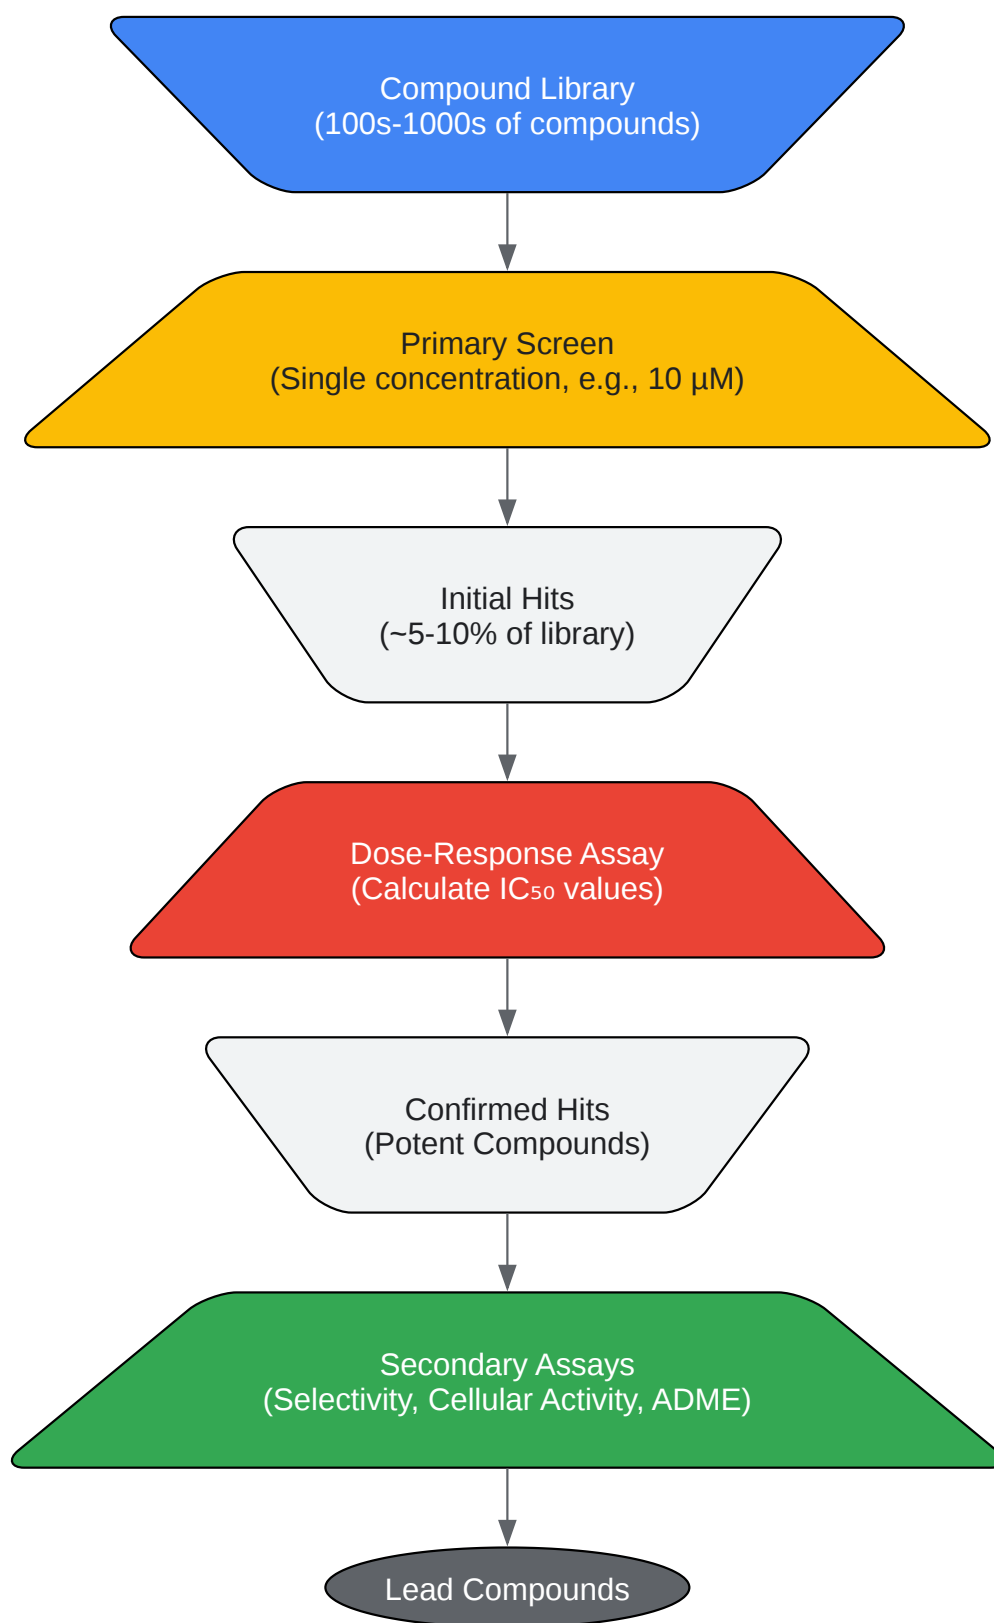 Compound Library
(100s-1000s of compounds)
Primary Screen
(Single concentration, e.g., 10 µM)
Initial Hits
(~5-10% of library)
Dose-Response Assay
(Calculate IC₅₀ values)
Confirmed Hits
(Potent Compounds)
Secondary Assays
(Selectivity, Cellular Activity, ADME)
Lead Compounds